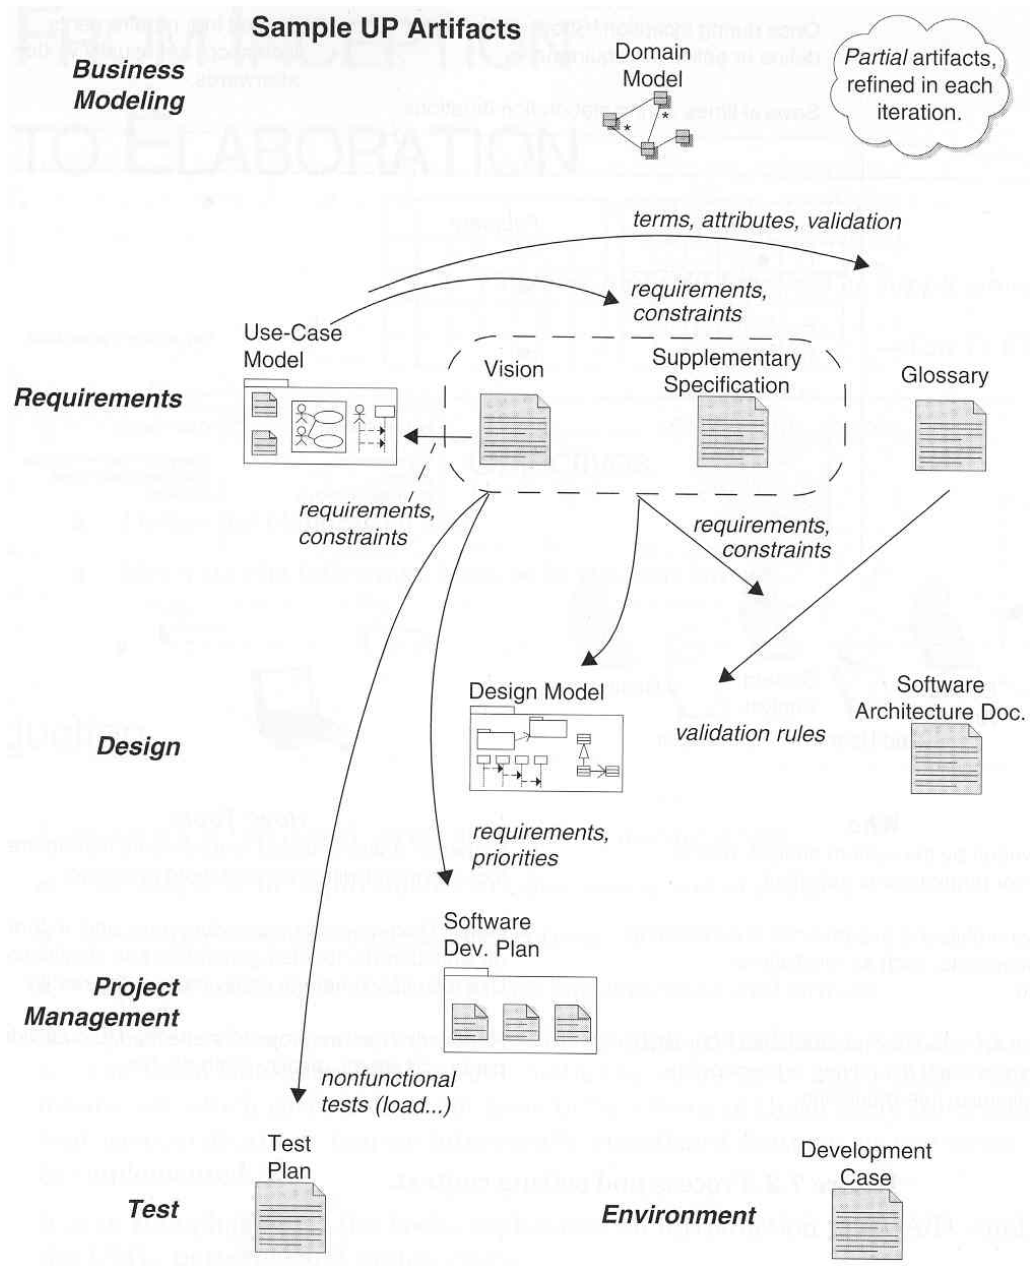 Sample UP Artifacts
Business
Modeling
Domain
Model
*
*
Partial artifacts,
refined in each
iteration.
TO ELABORATION
terms, attributes, validation
requirements,
constraints
Requirements
Use-Case
Model
Vision
Supplementary
Specification
Glossary
requirements,
constraints
requirements,
constraints
Design
Design Model
validation rules
Software
Architecture Doc.
requirements,
priorities
Project
Management
Software
Dev. Plan
nonfunctional
tests (load...)
Test
Test
Plan
Environment
Development
Case